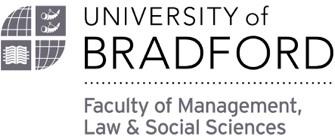 UNIVERSITY of
BRADFORD
Faculty of Management,
Law & Social Sciences